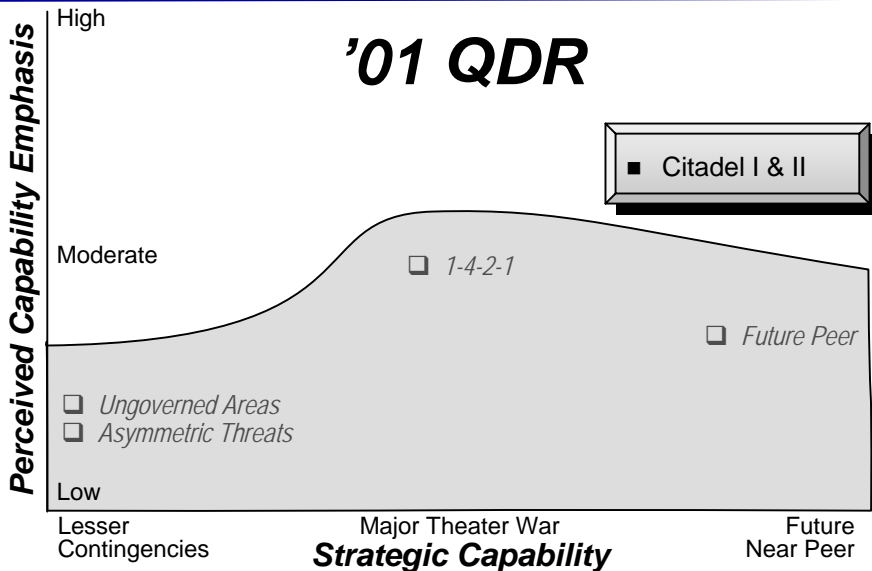 High
'01 QDR
Perceived Capability Emphasis
▪ Citadel I & II
Moderate
❑ 1-4-2-1
❑ Future Peer
❑ Ungoverned Areas
❑ Asymmetric Threats
Low
Lesser
Contingencies
Major Theater War
Future
Near Peer
Strategic Capability